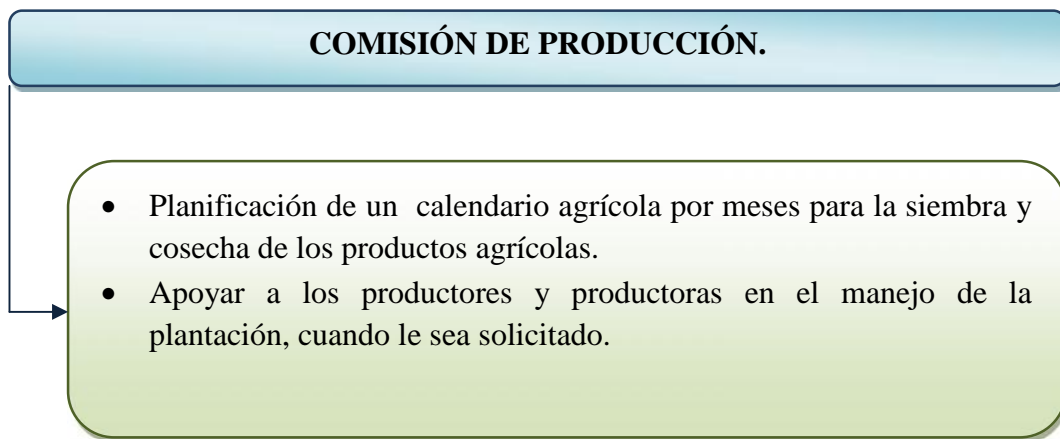 COMISIÓN DE PRODUCCIÓN.
• Planificación de un calendario agrícola por meses para la siembra y
cosecha de los productos agrícolas.
• Apoyar a los productores y productoras en el manejo de la
plantación, cuando le sea solicitado.